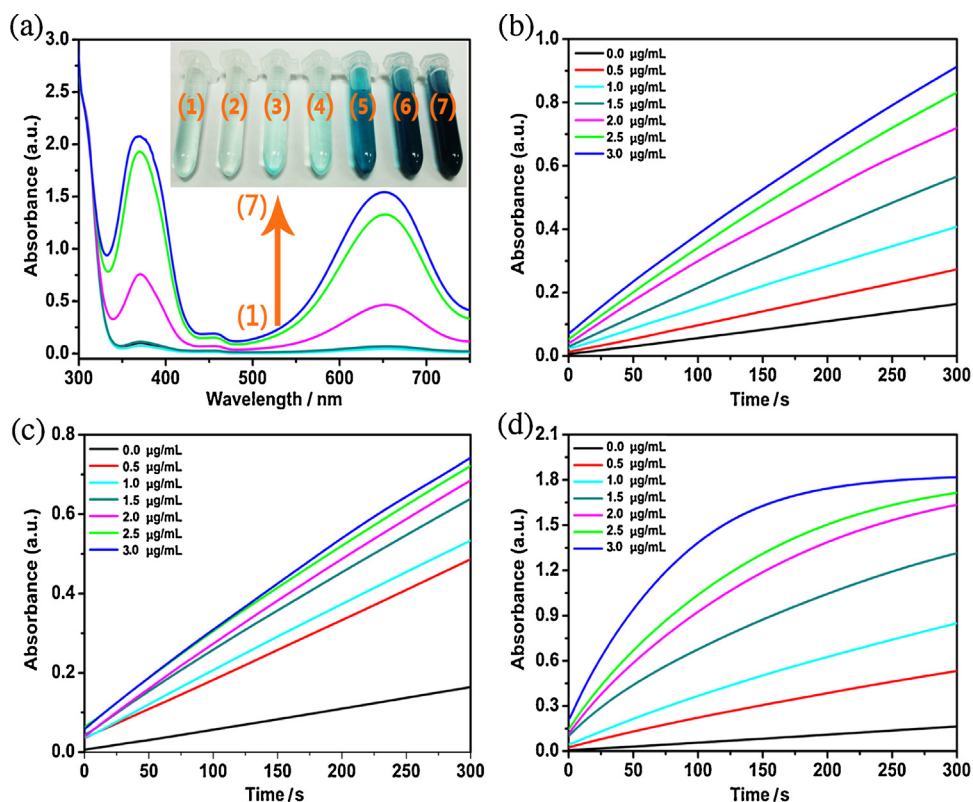 (a)
3.0
2.5
2.0
1.5
1.0
0.5
0.0
Absorbance (a.u.)
(1) (2) (3) (4) (5) (6) (7)
(7)
(1)
300 400 500 600 700
Wavelength / nm
(b)
1.0
0.8
0.6
0.4
0.2
0.0
Absorbance (a.u.)
0.0 μg/mL
0.5 μg/mL
1.0 μg/mL
1.5 μg/mL
2.0 μg/mL
2.5 μg/mL
3.0 μg/mL
0 50 100 150 200 250 300
Time /s
(c)
0.8
0.6
0.4
0.2
0.0
Absorbance (a.u.)
0.0 μg/mL
0.5 μg/mL
1.0 μg/mL
1.5 μg/mL
2.0 μg/mL
2.5 μg/mL
3.0 μg/mL
0 50 100 150 200 250 300
Time /s
(d)
2.1
1.8
1.5
1.2
0.9
0.6
0.3
0.0
Absorbance (a.u.)
0.0 μg/mL
0.5 μg/mL
1.0 μg/mL
1.5 μg/mL
2.0 μg/mL
2.5 μg/mL
3.0 μg/mL
0 50 100 150 200 250 300
Time /s